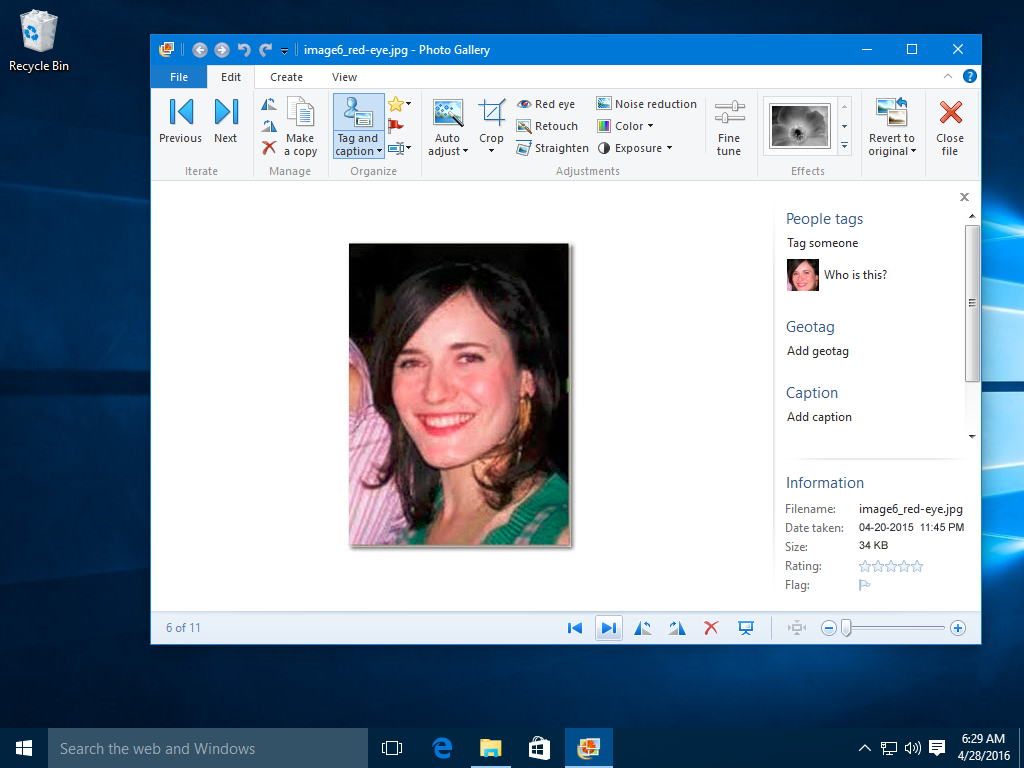 Recycle Bin
image6_red-eye.jpg - Photo Gallery
File Edit Create View
Previous
Next
Make
a copy
Tag and
caption
Auto
adjust
Crop
Red eye
Retouch
Straighten
Noise reduction
Color
Exposure
Fine
tune
Revert to
original
Close
file
Iterate
Manage
Organize
Adjustments
Effects
People tags
Tag someone
Who is this?
Geotag
Add geotag
Caption
Add caption
Information
Filename: image6_red-eye.jpg
Date taken: 04-20-2015 11:45 PM
Size: 34 KB
Rating:
Flag:
6 of 11
Search the web and Windows
6:29 AM
4/28/2016